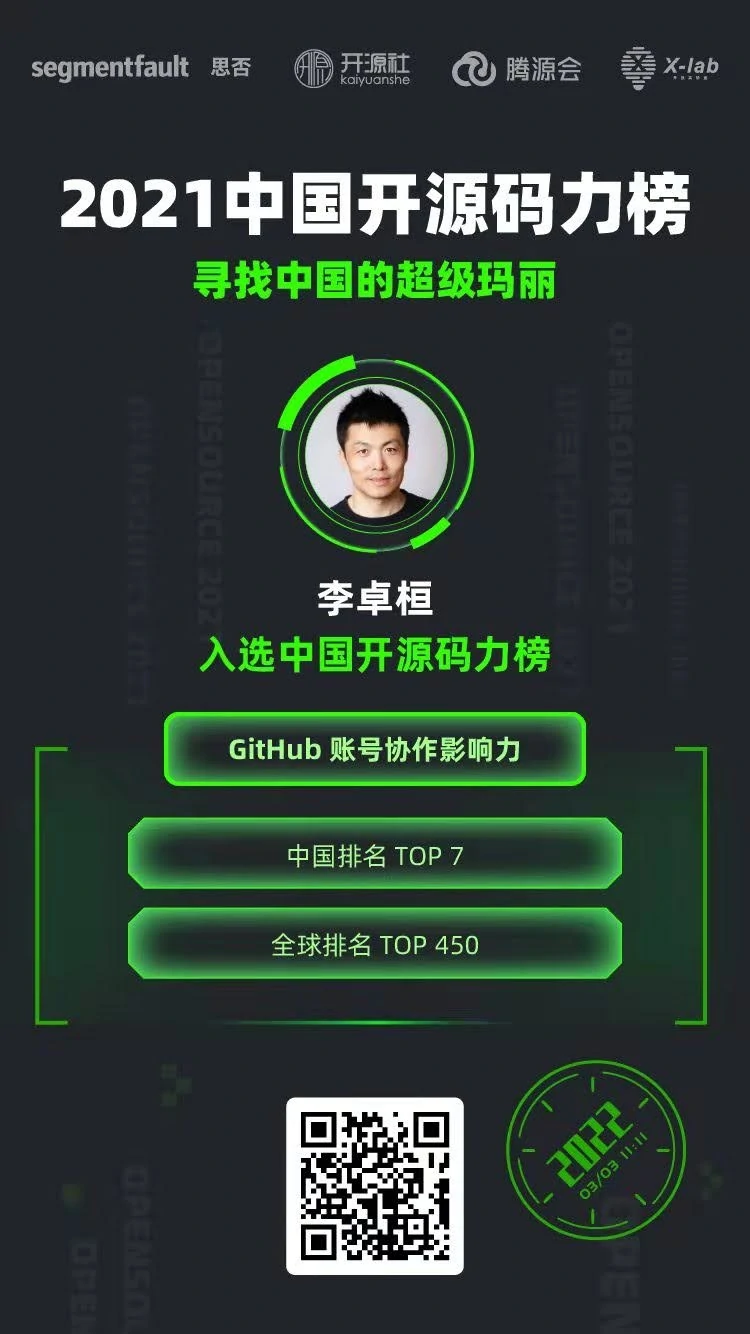 segmentfault 思否 开源社 kaiyuanshe 腾源会 X-lab
2021中国开源码力榜
寻找中国的超级玛丽
OPENSOURCE 2021
李卓桓
入选中国开源码力榜
GitHub 账号协作影响力
中国排名 TOP 7
全球排名 TOP 450
2022
03/03 11:11